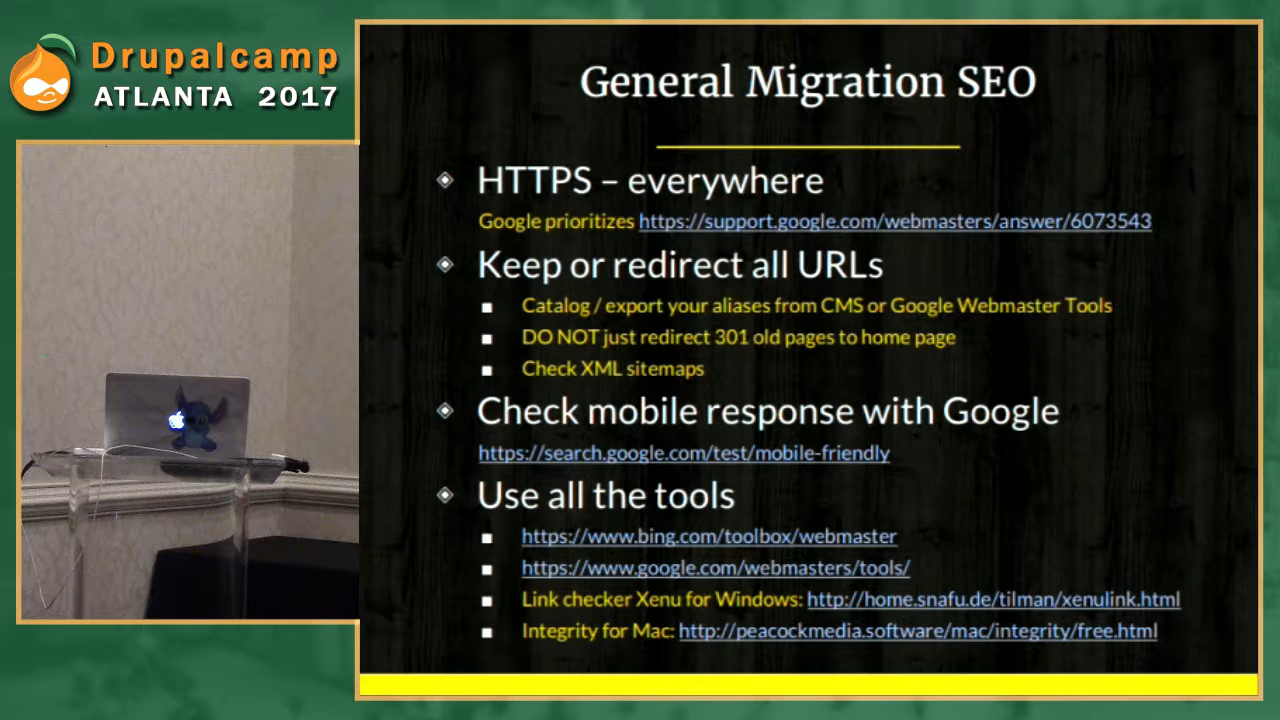 Drupalcamp
ATLANTA 2017
General Migration SEO
HTTPS – everywhere
Google prioritizes https://support.google.com/webmasters/answer/6073543
Keep or redirect all URLs
Catalog / export your aliases from CMS or Google Webmaster Tools
DO NOT just redirect 301 old pages to home page
Check XML sitemaps
Check mobile response with Google
https://search.google.com/test/mobile-friendly
Use all the tools
https://www.bing.com/toolbox/webmaster
https://www.google.com/webmasters/tools/
Link checker Xenu for Windows: http://home.snafu.de/tilman/xenulink.html
Integrity for Mac: http://peacockmedia.software/mac/integrity/free.html